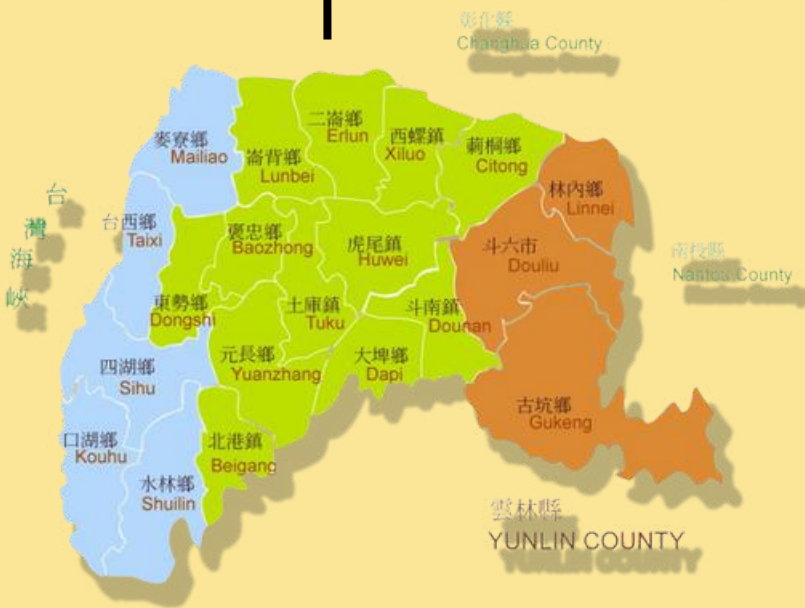 彰化縣
Changhua County
二崙鄉
Erlun
西螺鎮
Xiluo
麥寮鄉
Mailiao
崙背鄉
Lunbei
莿桐鄉
Citong
林內鄉
Linnei
台灣海峽
台西鄉
Taixi
褒忠鄉
Baozhong
虎尾鎮
Huwei
斗六市
Douliu
南投縣
Nantou County
東勢鄉
Dongshi
土庫鎮
Tuku
斗南鎮
Dounan
四湖鄉
Sihu
元長鄉
Yuanzhang
大埤鄉
Dapi
古坑鄉
Gukeng
口湖鄉
Kouhu
北港鎮
Beigang
水林鄉
Shuilin
雲林縣
YUNLIN COUNTY